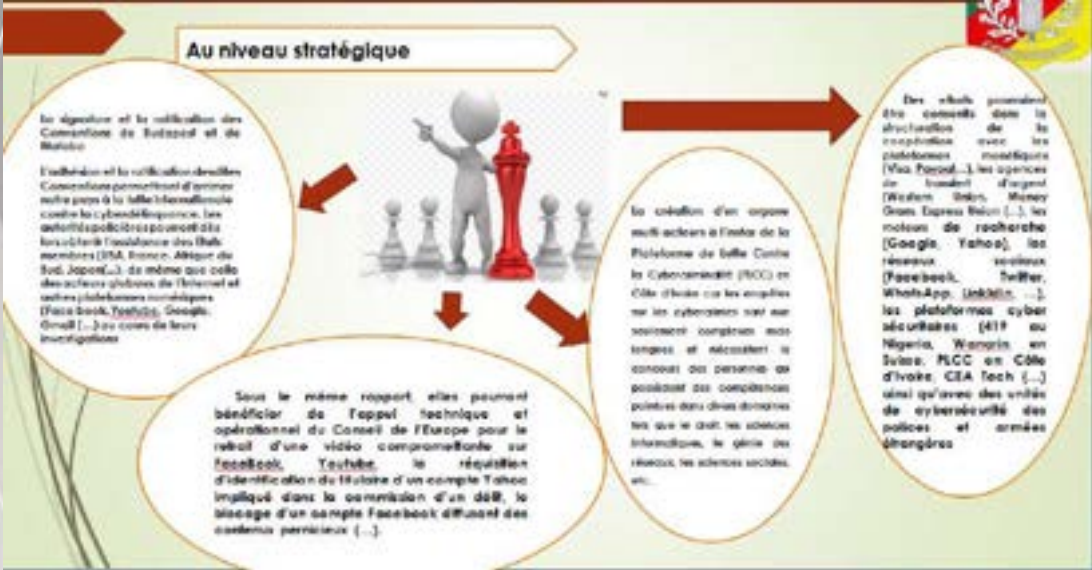 Au niveau stratégique
La signature et la ratification des
Conventions de Budapest et de
Malabo
L'adhésion et la ratification desdites
Conventions permettront d'arrimer
notre pays à la lutte internationale
contre la cyberdélinquance. Les
autorités policières pourront dès
lors obtenir l'assistance des Etats
membres (USA, France, Afrique du
Sud, Japon(…), de même que celle
des acteurs globaux de l'Internet et
autres plateformes numériques
(Face book, Youtube, Google,
Gmail (…) au cours de leurs
investigations
Sous le même rapport, elles pourront
bénéficier de l'appui technique et
opérationnel du Conseil de l'Europe pour le
retrait d'une vidéo compromettante sur
FaceBook, Youtube, la réquisition
d'identification du titulaire d'un compte Yahoo
impliqué dans la commission d'un délit, le
blocage d'un compte Facebook diffusant des
contenus pernicieux (…).
La création d'en organe
multi-acteurs à l'instar de la
Plateforme de Lutte Contre
la Cybercriminalité (PLCC) en
Côte d'Ivoire car les enquêtes
sur les cybercrimes sont non
seulement complexes mais
longues et nécessitent le
concours des personnes qui
possèdent des compétences
pointues dans divers domaines
tels que le droit, les sciences
informatiques, le génie des
réseaux, les sciences sociales,
etc.
Des efforts pourraient
être consentis dans la
structuration de la
coopération avec les
plateformes monétiques
(Visa, Paypal…), les agences
de transfert d'argent
(Western Union, Money
Gram, Express Union (…), les
moteurs de recherche
(Google, Yahoo), les
réseaux sociaux
(Facebook, Twitter,
WhatsApp, …),
les plateformes cyber
sécuritaires (419 au
Nigeria, en
Suisse, PLCC en Côte
d'Ivoire, CEA Tech (…)
ainsi qu'avec des unités
de cybersécurité des
polices et armées
étrangères